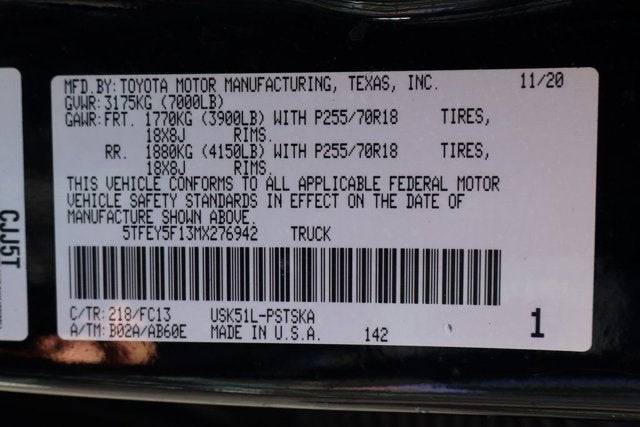 MFD.BY: TOYOTA MOTOR MANUFACTURING, TEXAS, INC. 11/20
GVWR: 3175KG (7000LB)
GAWR: FRT. 1770KG (3900LB) WITH P255/70R18 TIRES,
18X8J RIMS.
RR. 1880KG (4150LB) WITH P255/70R18 TIRES,
18X8J RIMS.
THIS VEHICLE CONFORMS TO ALL APPLICABLE FEDERAL MOTOR
VEHICLE SAFETY STANDARDS IN EFFECT ON THE DATE OF
MANUFACTURE SHOWN ABOVE.
5TFEY5F13MX276942 TRUCK
C/TR: 218/FC13 USK51L-PSTSKA
A/TM: B02A/AB60E MADE IN U.S.A. 142 1
CJJ5T